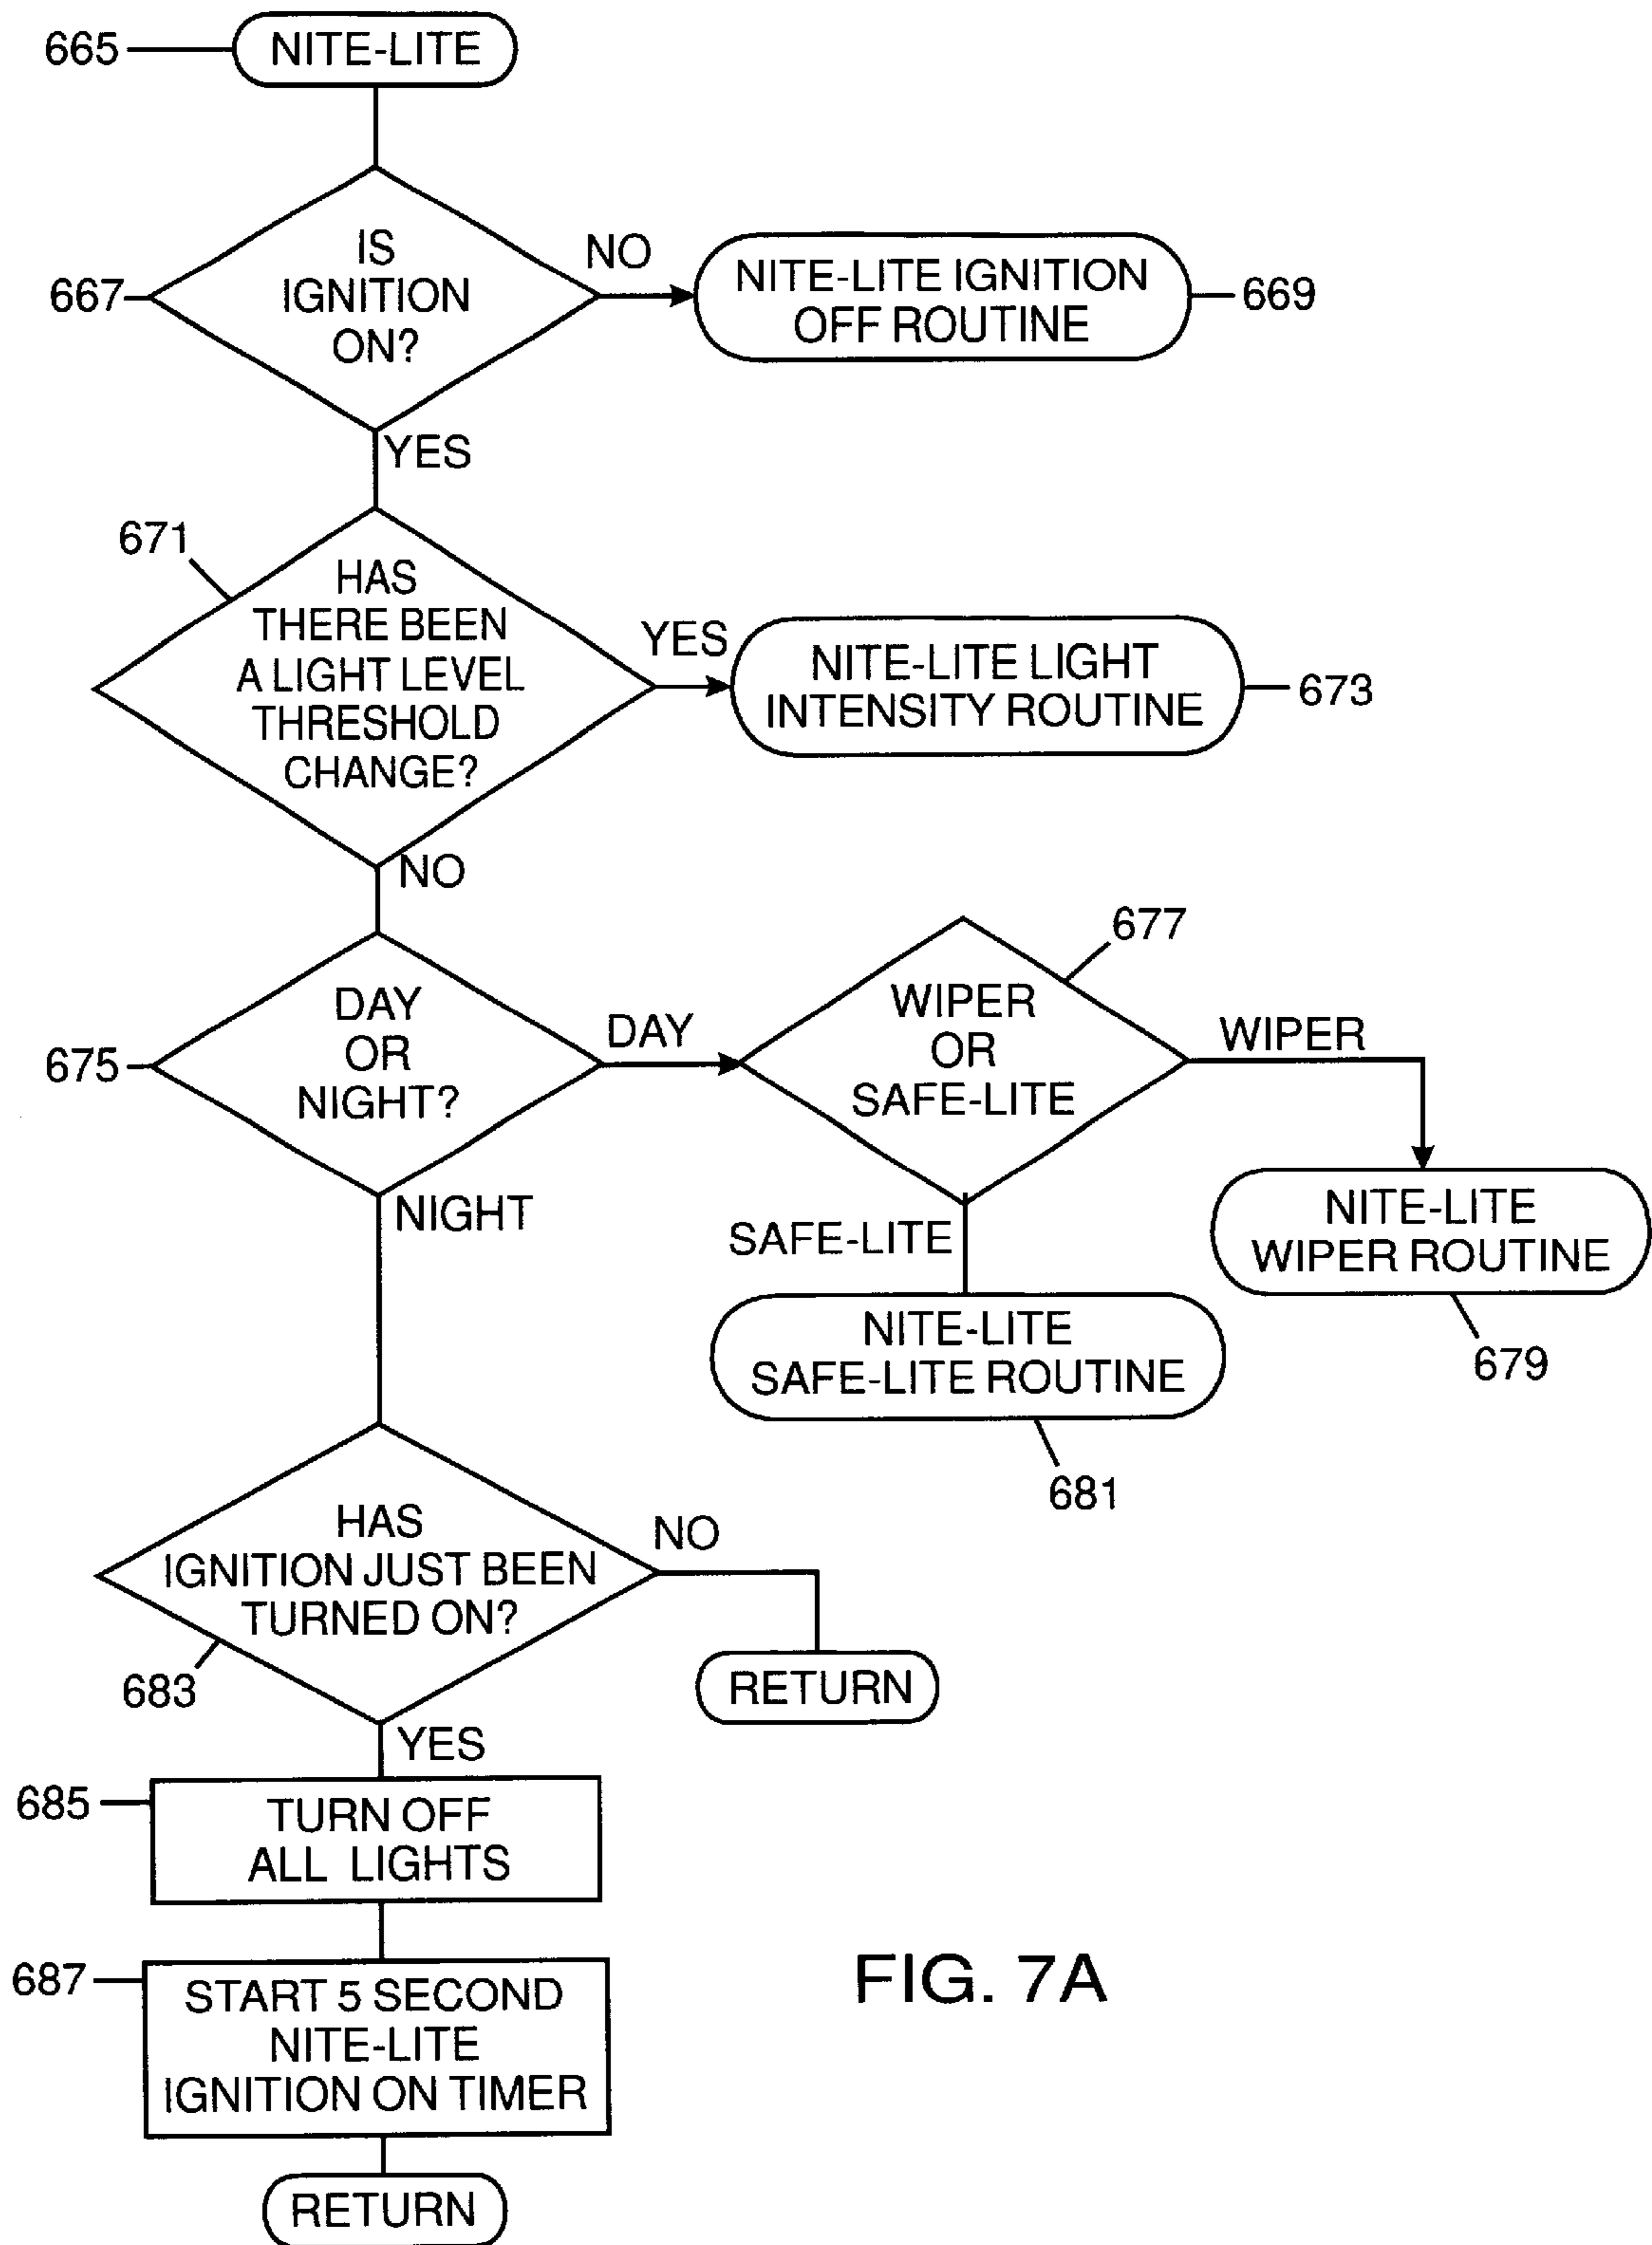 665
NITE-LITE
IS
IGNITION
ON?
667
NO
NITE-LITE IGNITION
OFF ROUTINE
669
YES
671
HAS
THERE BEEN
A LIGHT LEVEL
THRESHOLD
CHANGE?
YES
NITE-LITE LIGHT
INTENSITY ROUTINE
673
NO
675
DAY
OR
NIGHT?
DAY
677
WIPER
OR
SAFE-LITE
WIPER
NITE-LITE
WIPER ROUTINE
679
SAFE-LITE
NITE-LITE
SAFE-LITE ROUTINE
681
NIGHT
HAS
IGNITION JUST BEEN
TURNED ON?
683
NO
RETURN
YES
685
TURN OFF
ALL LIGHTS
687
START 5 SECOND
NITE-LITE
IGNITION ON TIMER
RETURN
FIG. 7A